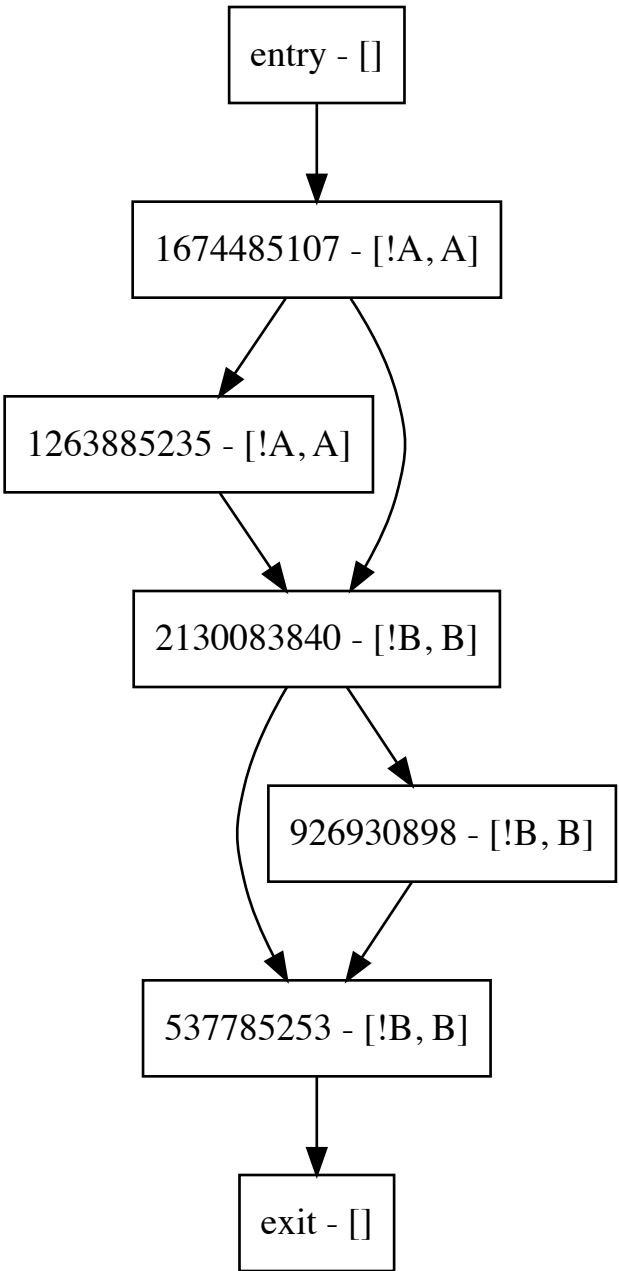 entry - []
1674485107 - [!A, A]
1263885235 - [!A, A]
2130083840 - [!B, B]
926930898 - [!B, B]
537785253 - [!B, B]
exit - []